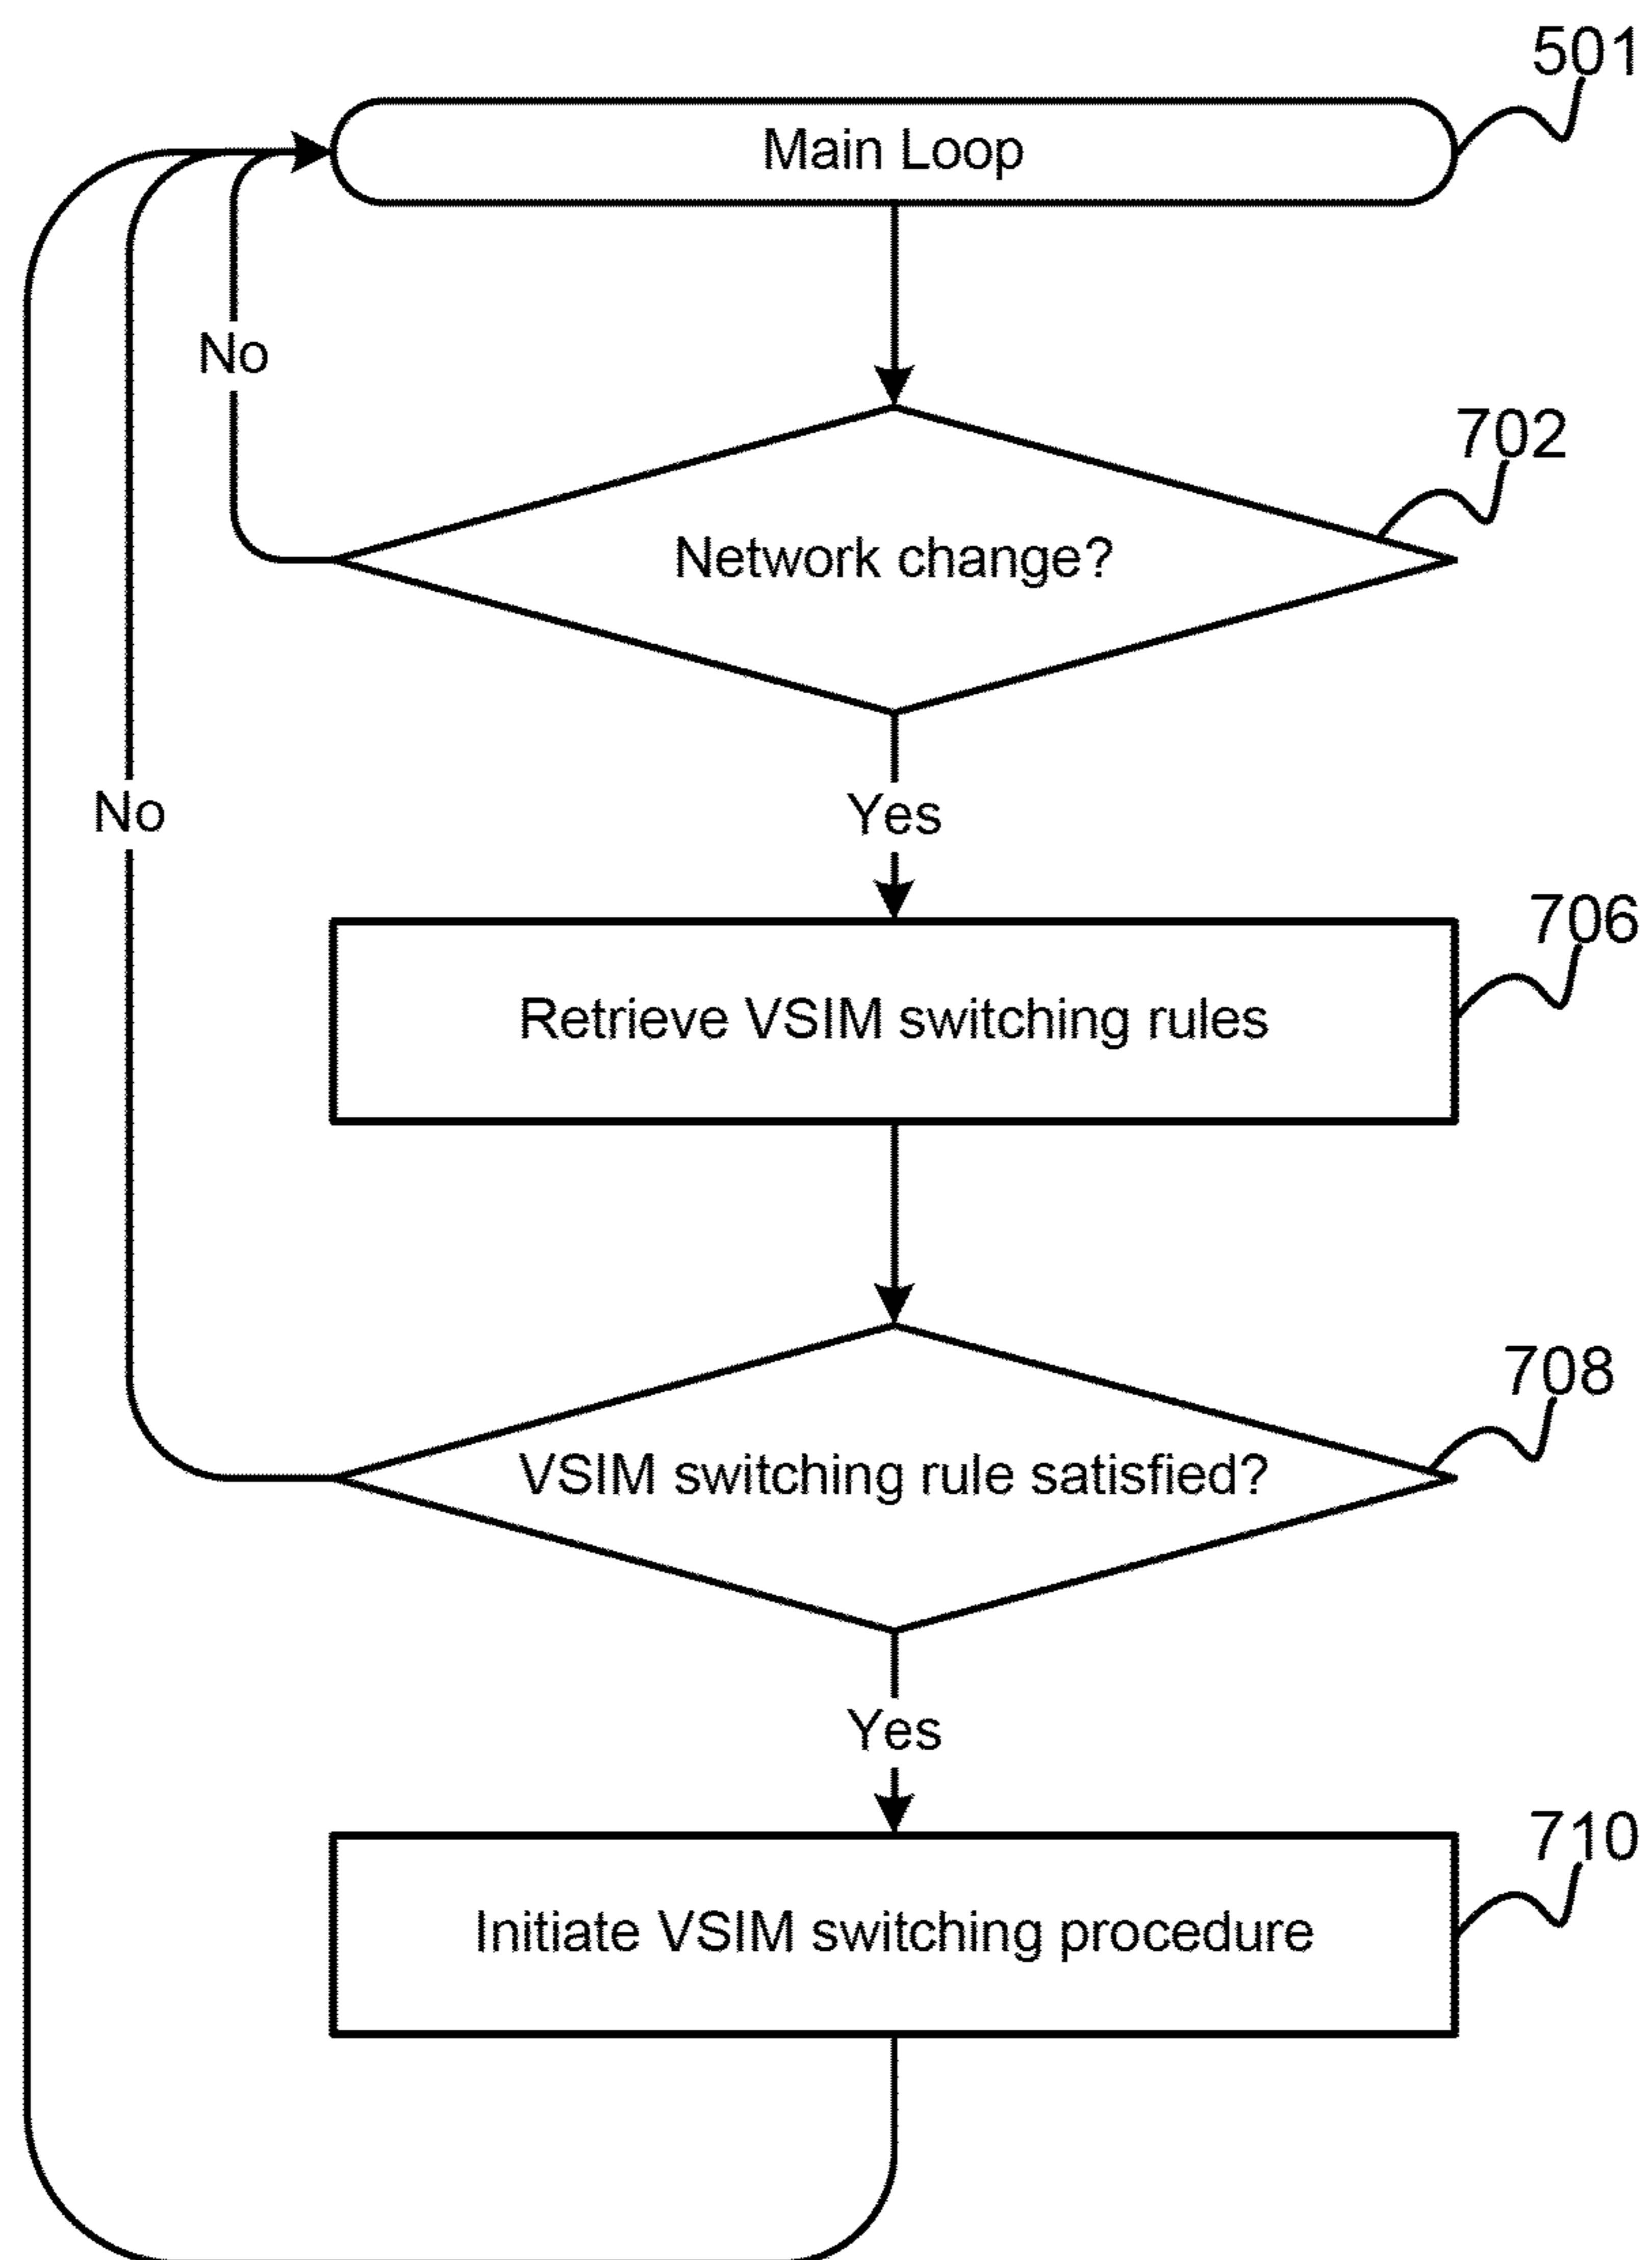 501
Main Loop
No
702
Network change?
No
Yes
706
Retrieve VSIM switching rules
708
VSIM switching rule satisfied?
Yes
710
Initiate VSIM switching procedure